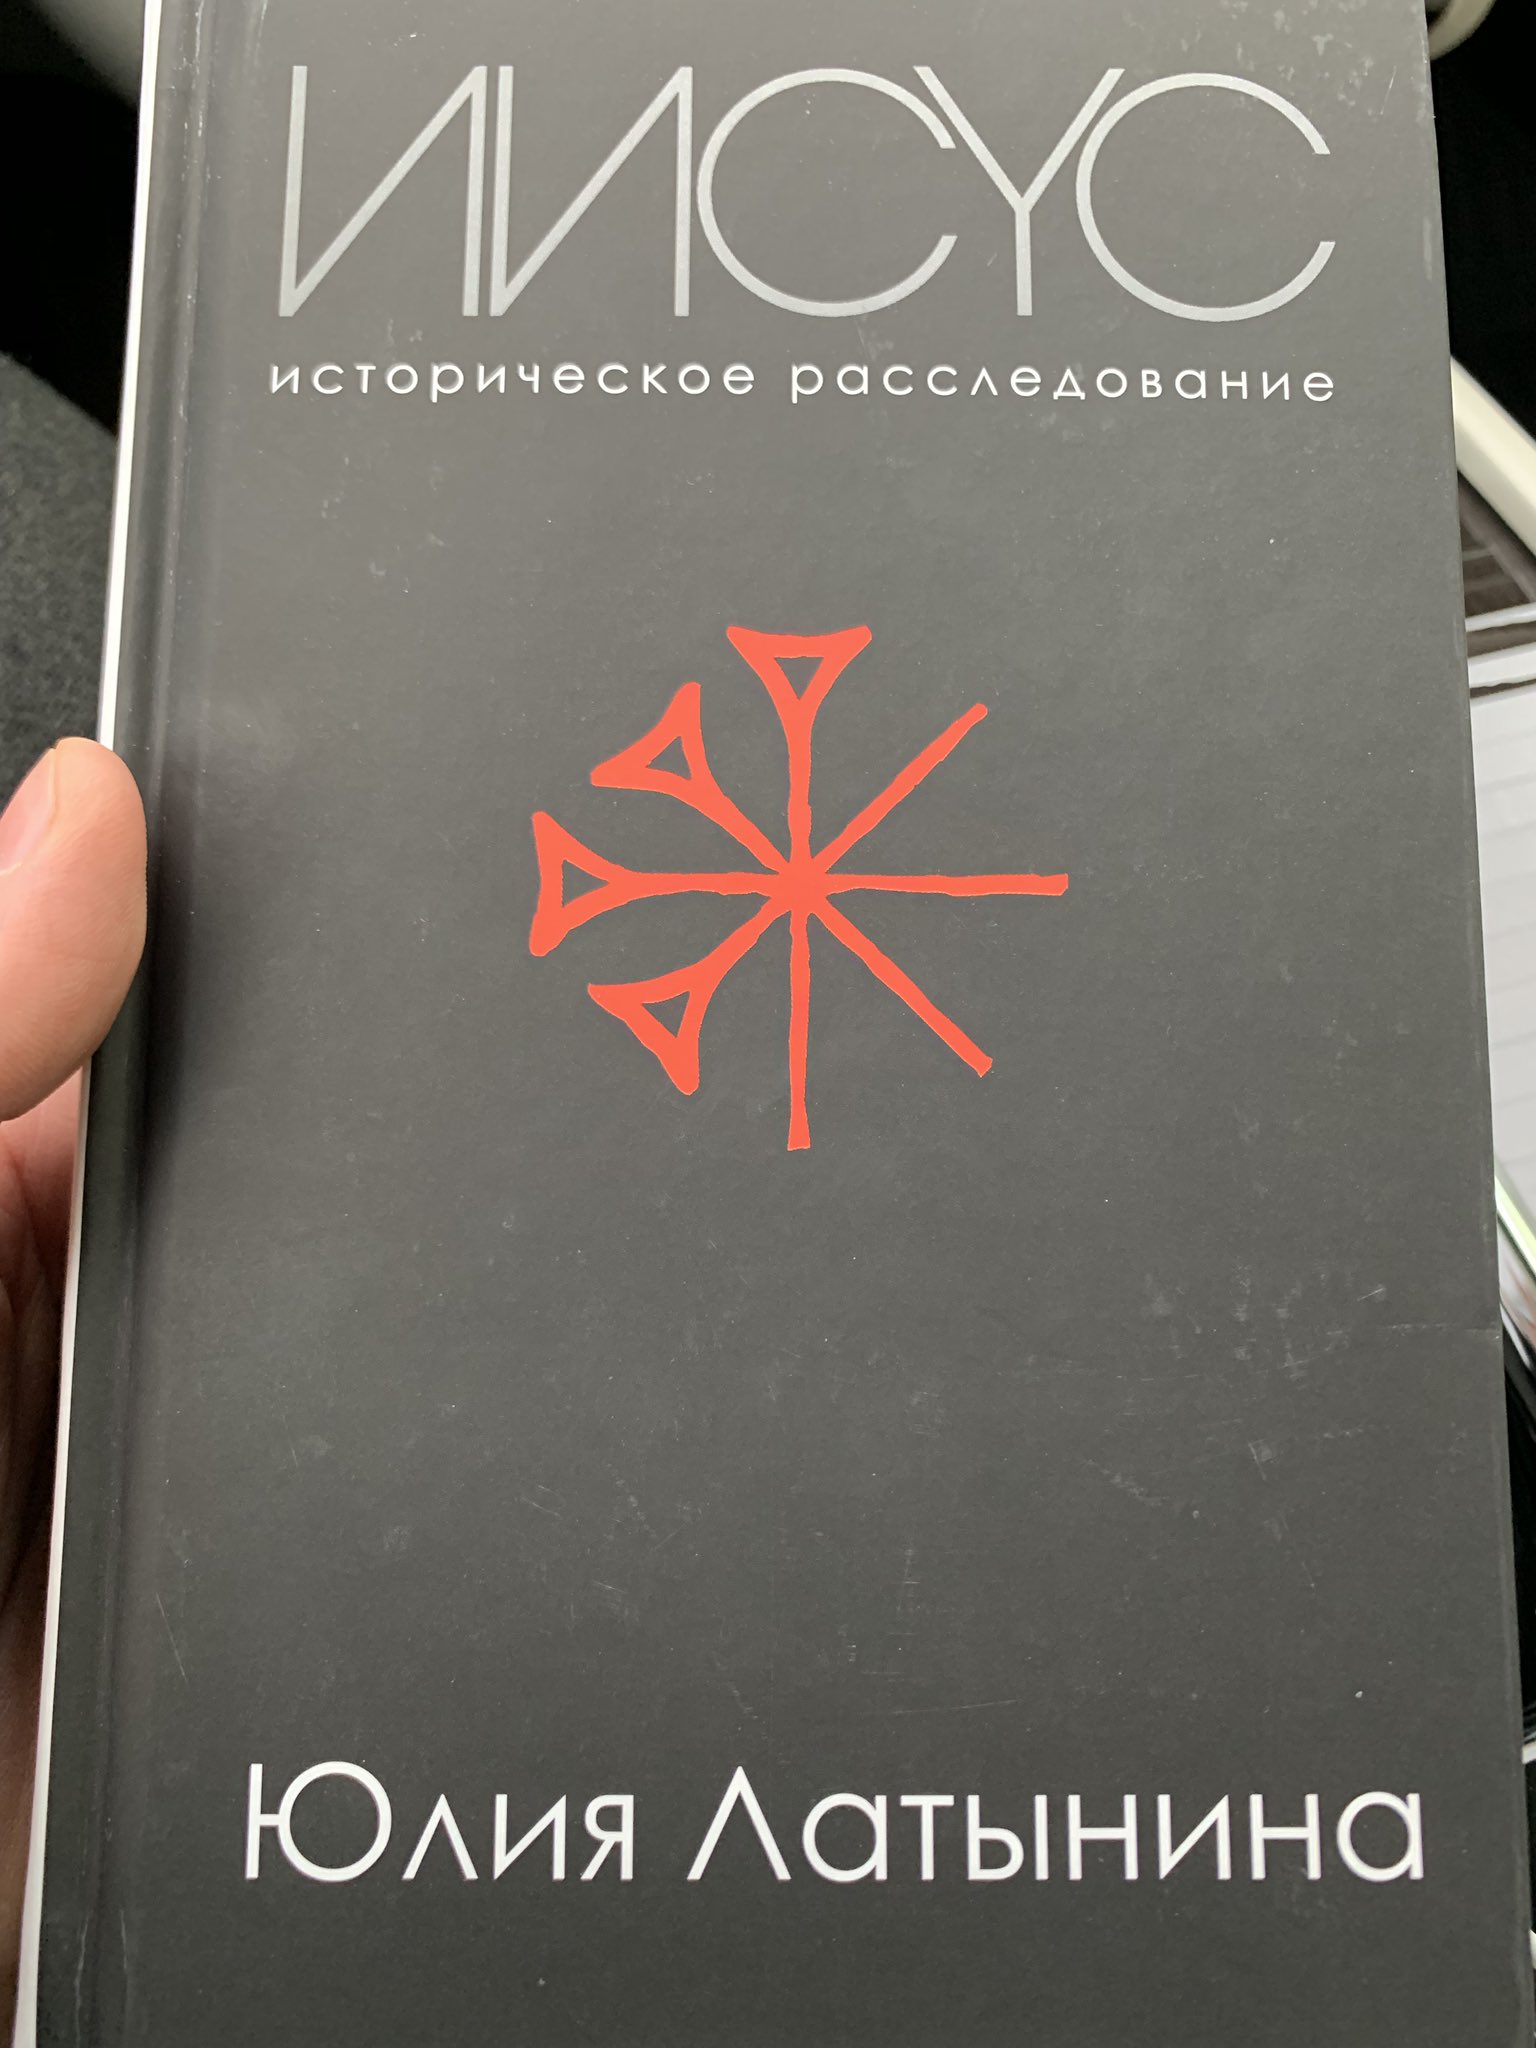 ИИСУС
историческое расследование
Юлия Латынина